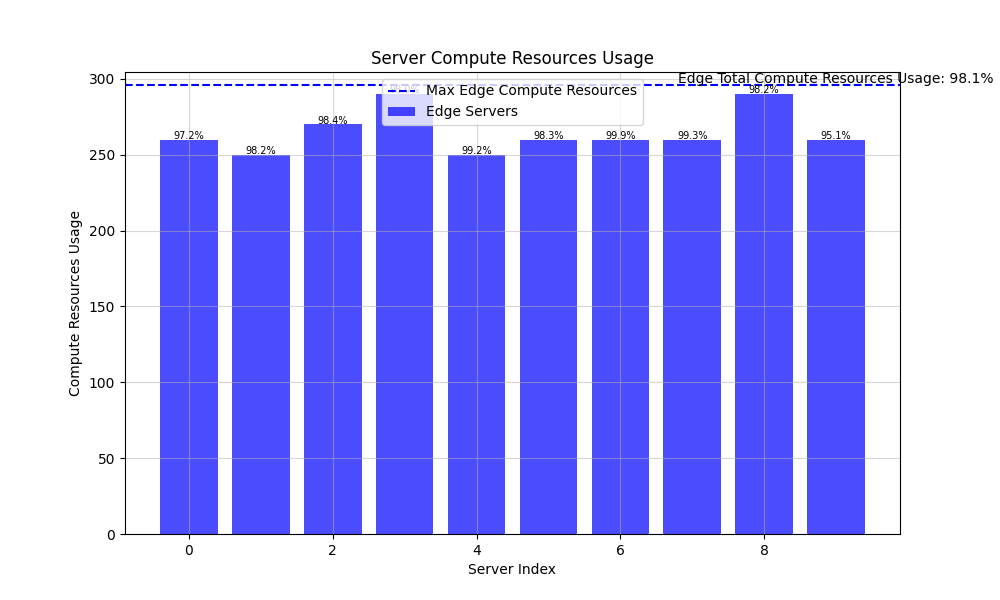 Server Compute Resources Usage
Edge Total Compute Resources Usage: 98.1%
Max Edge Compute Resources
Edge Servers
97.2%
98.2%
98.4%
99.2%
98.3%
99.9%
99.3%
98.2%
95.1%
300
250
200
150
100
50
0
Compute Resources Usage
0 2 4 6 8
Server Index